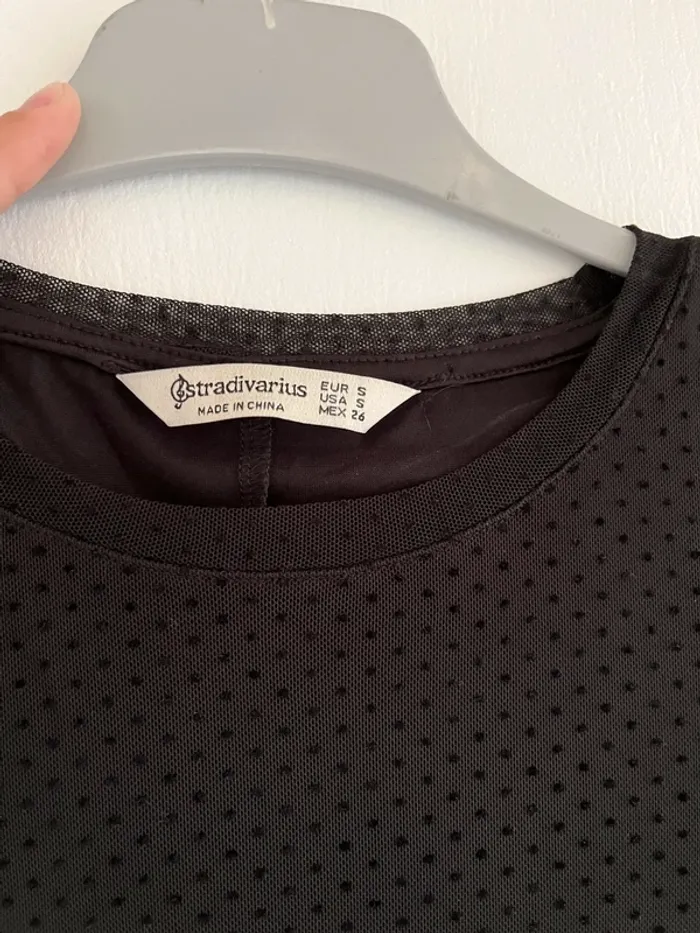 stradivarius
MADE IN CHINA
EUR S
USA S
MEX 26